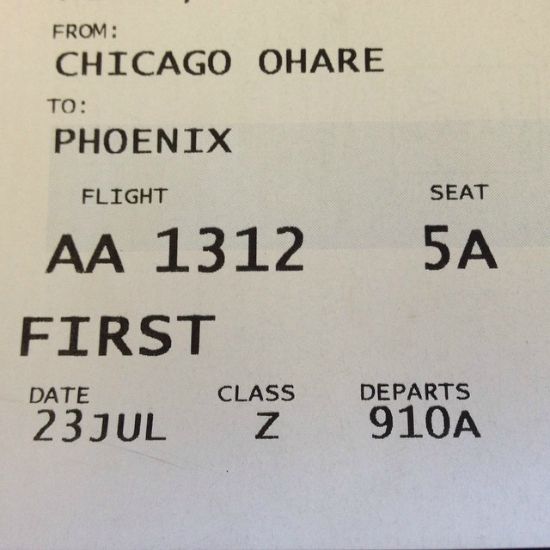 FROM:
CHICAGO OHARE
TO:
PHOENIX
FLIGHT SEAT
AA 1312 5A
FIRST
DATE CLASS DEPARTS
23JUL Z 910A